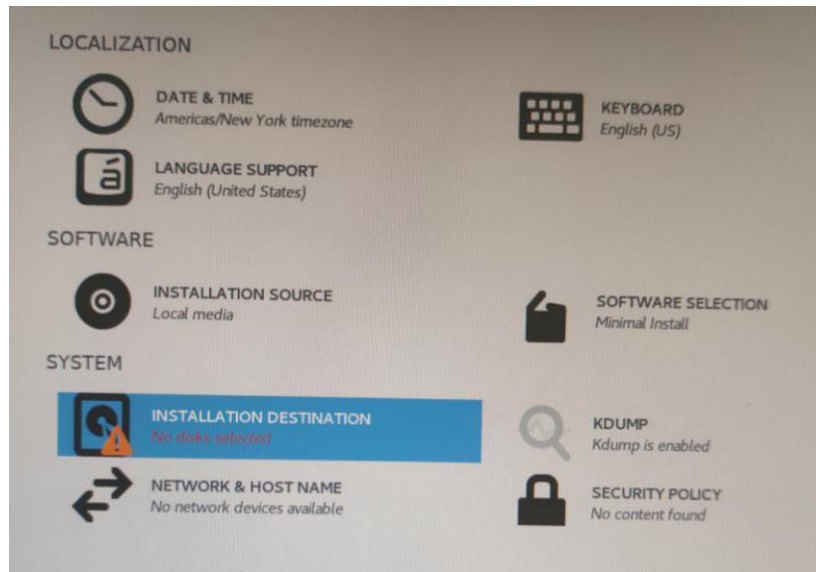 LOCALIZATION
DATE & TIME
Americas/New York timezone
KEYBOARD
English (US)
á
LANGUAGE SUPPORT
English (United States)
SOFTWARE
INSTALLATION SOURCE
Local media
SOFTWARE SELECTION
Minimal Install
SYSTEM
INSTALLATION DESTINATION
No disks selected
KDUMP
Kdump is enabled
NETWORK & HOST NAME
No network devices available
SECURITY POLICY
No content found